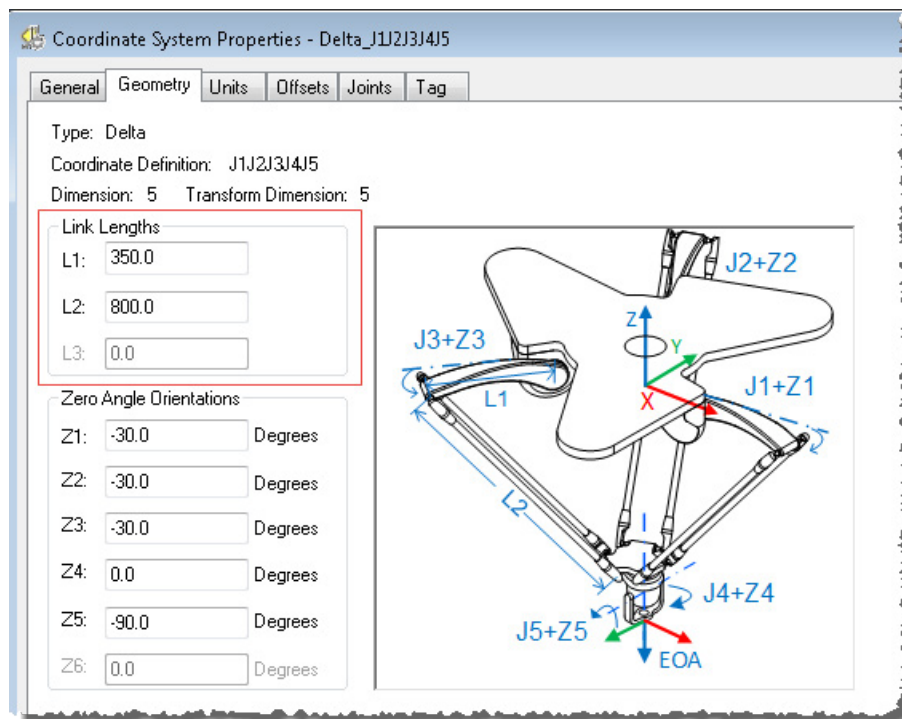 Coordinate System Properties - Delta_J1J2J3J4J5
General Geometry Units Offsets Joints Tag
Type: Delta
Coordinate Definition: J1J2J3J4J5
Dimension: 5 Transform Dimension: 5
Link Lengths
L1: 350.0
L2: 800.0
L3: 0.0
Zero Angle Orientations
Z1: -30.0 Degrees
Z2: -30.0 Degrees
Z3: -30.0 Degrees
Z4: 0.0 Degrees
Z5: -90.0 Degrees
Z6: 0.0 Degrees
J2+Z2
Z
J3+Z3
Y
J1+Z1
L1
X
L2
J4+Z4
J5+Z5
EOA